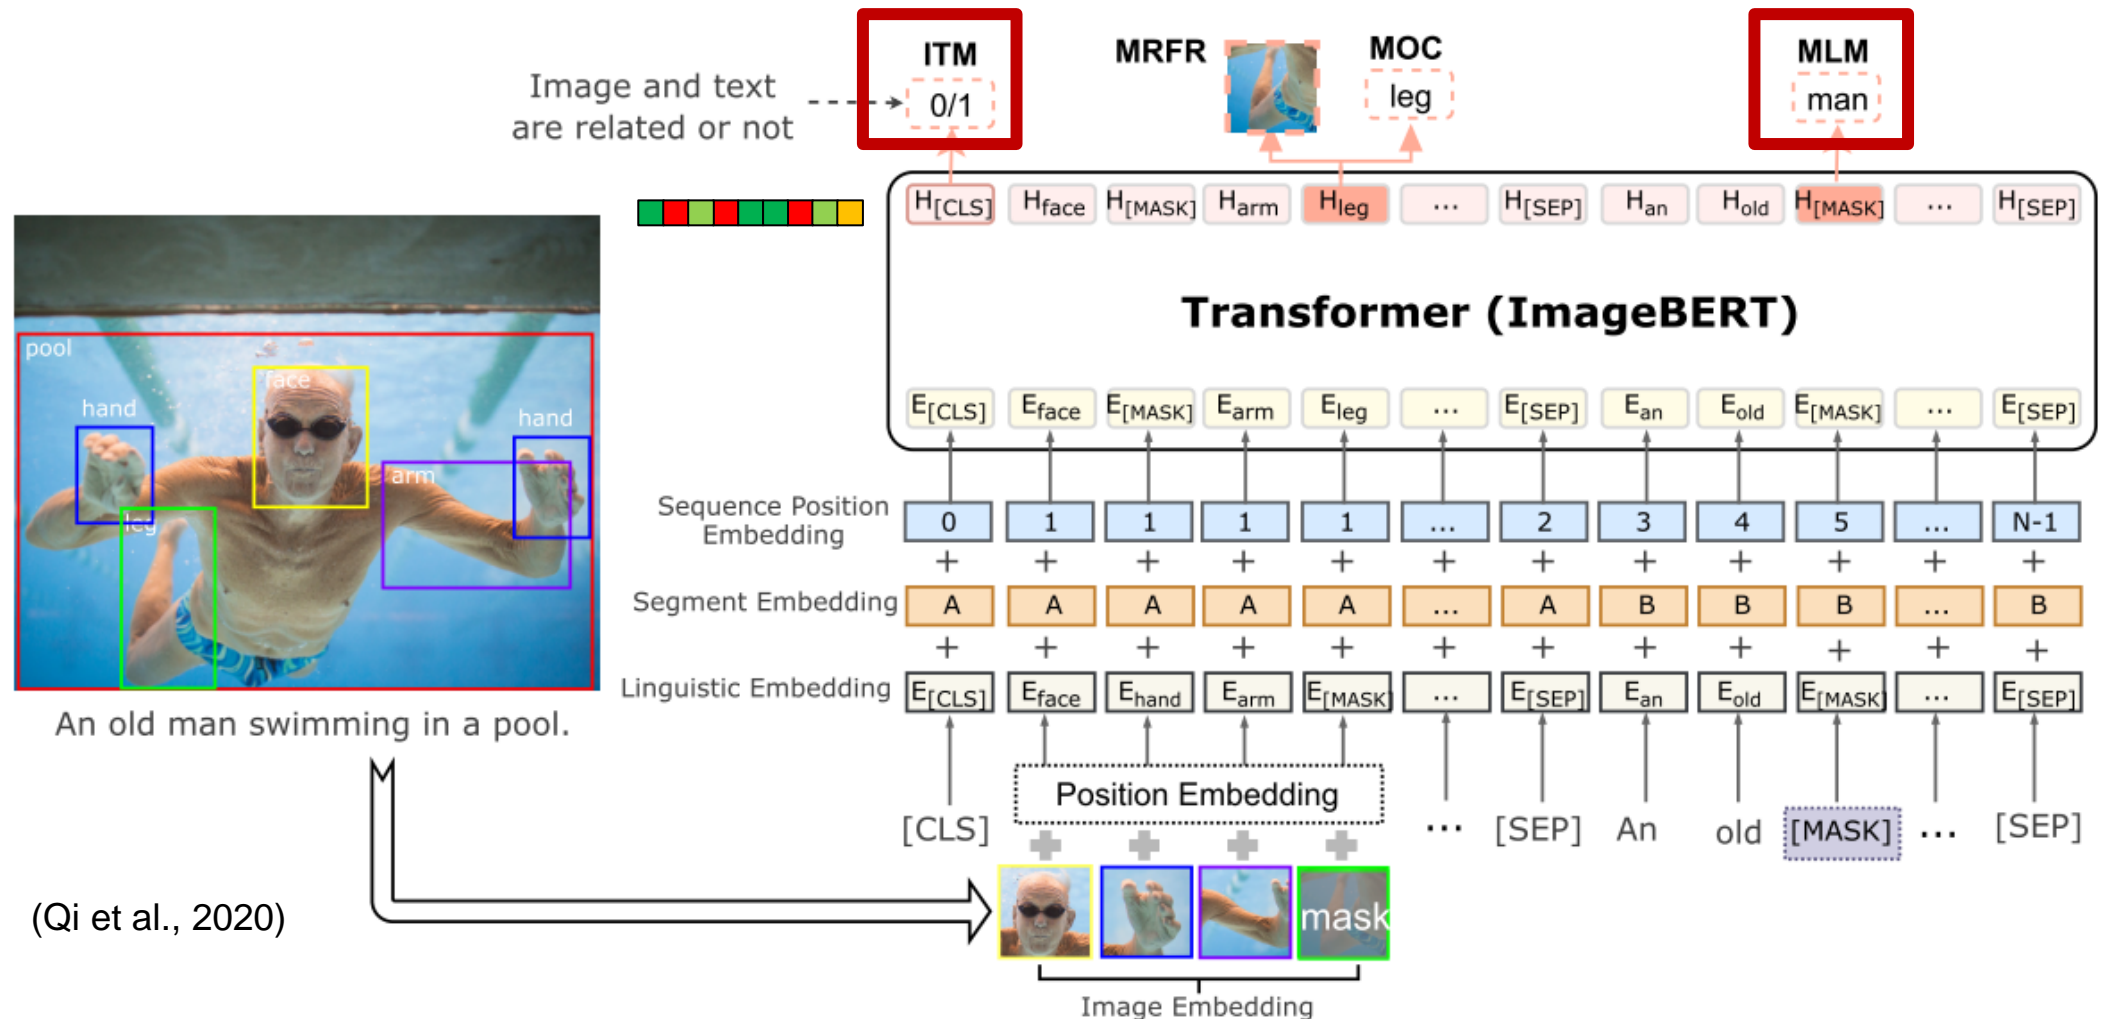 ITM
MRFR
MOC
MLM
Image and text
are related or not
0/1
leg
man
H[CLS] Hface H[MASK] Harm Hleg ... H[SEP] Han Hold H[MASK] ... H[SEP]
Transformer (ImageBERT)
E[CLS] Eface E[MASK] Earm Eleg ... E[SEP] Ean Eold E[MASK] ... E[SEP]
pool
face
hand
hand
arm
leg
An old man swimming in a pool.
Sequence Position
Embedding
0 1 1 1 1 ... 2 3 4 5 ... N-1
+ + + + + + + + + + + +
Segment Embedding A A A A A ... A B B B ... B
+ + + + + + + + + + + +
Linguistic Embedding E[CLS] Eface Ehand Earm E[MASK] ... E[SEP] Ean Eold E[MASK] ... E[SEP]
Position Embedding
[CLS] ... [SEP] An old [MASK] ... [SEP]
mask
Image Embedding
(Qi et al., 2020)